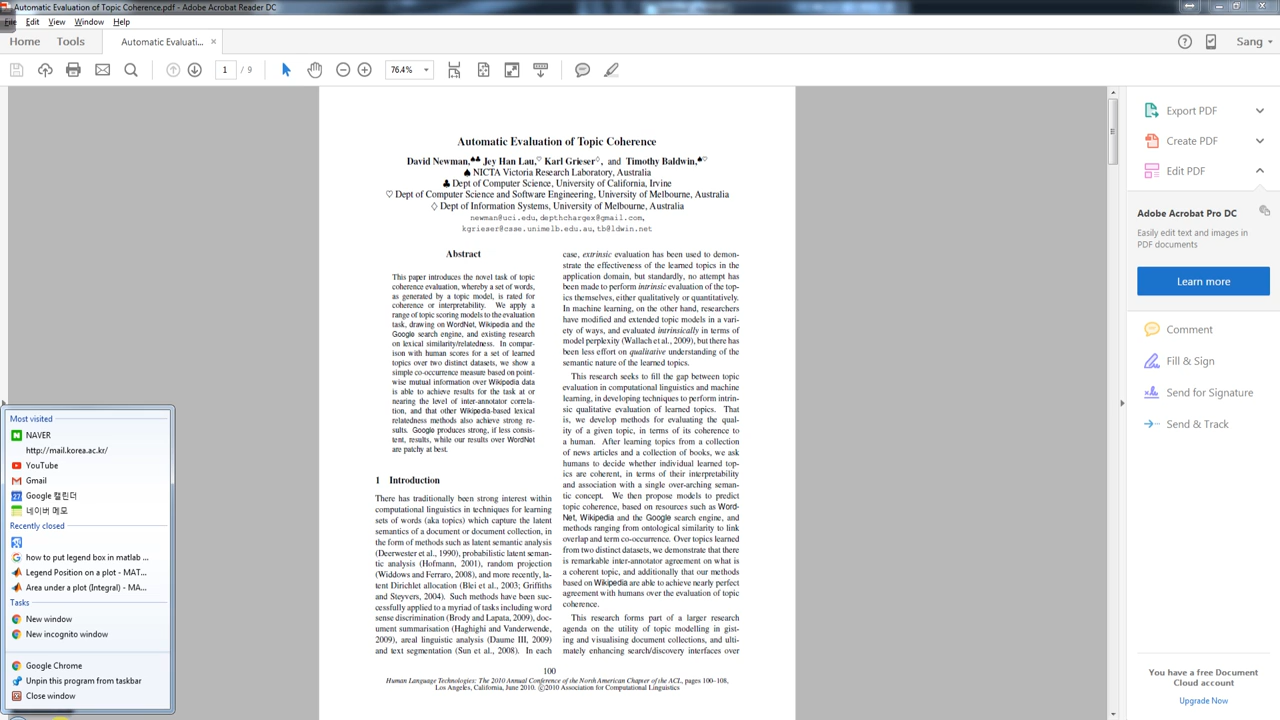 Automatic Evaluation of Topic Coherence.pdf - Adobe Acrobat Reader DC
File Edit View Window Help
Home Tools Automatic Evaluati... ×
Sang
1 / 9
76.4%
Automatic Evaluation of Topic Coherence
David Newman,♠♣ Jey Han Lau,♡ Karl Grieser♢, and Timothy Baldwin,♠♡
♠ NICTA Victoria Research Laboratory, Australia
♣ Dept of Computer Science, University of California, Irvine
♡ Dept of Computer Science and Software Engineering, University of Melbourne, Australia
♢ Dept of Information Systems, University of Melbourne, Australia
newman@uci.edu, depthchargex@gmail.com,
kgrieser@csse.unimelb.edu.au, tb@ldwin.net
Abstract
This paper introduces the novel task of topic
coherence evaluation, whereby a set of words,
as generated by a topic model, is rated for
coherence or interpretability. We apply a
range of topic scoring models to the evaluation
task, drawing on WordNet, Wikipedia and the
Google search engine, and existing research
on lexical similarity/relatedness. In compar-
ison with human scores for a set of learned
topics over two distinct datasets, we show a
simple co-occurrence measure based on point-
wise mutual information over Wikipedia data
is able to achieve results for the task at or
nearing the level of inter-annotator correla-
tion, and that other Wikipedia-based lexical
relatedness methods also achieve strong re-
sults. Google produces strong, if less consis-
tent, results, while our results over WordNet
are patchy at best.
1 Introduction
There has traditionally been strong interest within
computational linguistics in techniques for learning
sets of words (aka topics) which capture the latent
semantics of a document or document collection, in
the form of methods such as latent semantic analysis
(Deerwester et al., 1990), probabilistic latent seman-
tic analysis (Hofmann, 2001), random projection
(Widdows and Ferraro, 2008), and more recently, la-
tent Dirichlet allocation (Blei et al., 2003; Griffiths
and Steyvers, 2004). Such methods have been suc-
cessfully applied to a myriad of tasks including word
sense discrimination (Brody and Lapata, 2009), doc-
ument summarisation (Haghighi and Vanderwende,
2009), areal linguistic analysis (Daume III, 2009)
and text segmentation (Sun et al., 2008). In each
case, extrinsic evaluation has been used to demon-
strate the effectiveness of the learned topics in the
application domain, but standardly, no attempt has
been made to perform intrinsic evaluation of the top-
ics themselves, either qualitatively or quantitatively.
In machine learning, on the other hand, researchers
have modified and extended topic models in a vari-
ety of ways, and evaluated intrinsically in terms of
model perplexity (Wallach et al., 2009), but there has
been less effort on qualitative understanding of the
semantic nature of the learned topics.
This research seeks to fill the gap between topic
evaluation in computational linguistics and machine
learning, in developing techniques to perform intrin-
sic qualitative evaluation of learned topics. That
is, we develop methods for evaluating the qual-
ity of a given topic, in terms of its coherence to
a human. After learning topics from a collection
of news articles and a collection of books, we ask
humans to decide whether individual learned top-
ics are coherent, in terms of their interpretability
and association with a single over-arching seman-
tic concept. We then propose models to predict
topic coherence, based on resources such as Word-
Net, Wikipedia and the Google search engine, and
methods ranging from ontological similarity to link
overlap and term co-occurrence. Over topics learned
from two distinct datasets, we demonstrate that there
is remarkable inter-annotator agreement on what is
a coherent topic, and additionally that our methods
based on Wikipedia are able to achieve nearly perfect
agreement with humans over the evaluation of topic
coherence.
This research forms part of a larger research
agenda on the utility of topic modelling in gist-
ing and visualising document collections, and ulti-
mately enhancing search/discovery interfaces over
100
Human Language Technologies: The 2010 Annual Conference of the North American Chapter of the ACL, pages 100–108,
Los Angeles, California, June 2010. ©2010 Association for Computational Linguistics
Export PDF
Create PDF
Edit PDF
Adobe Acrobat Pro DC
Easily edit text and images in
PDF documents
Learn more
Comment
Fill & Sign
Send for Signature
Send & Track
You have a free Document
Cloud account
Upgrade Now
Most visited
NAVER
http://mail.korea.ac.kr/
YouTube
Gmail
27 Google 캘린더
네이버 메모
Recently closed
how to put legend box in matlab ...
Legend Position on a plot - MAT...
Area under a plot (Integral) - MA...
Tasks
New window
New incognito window
Google Chrome
Unpin this program from taskbar
Close window